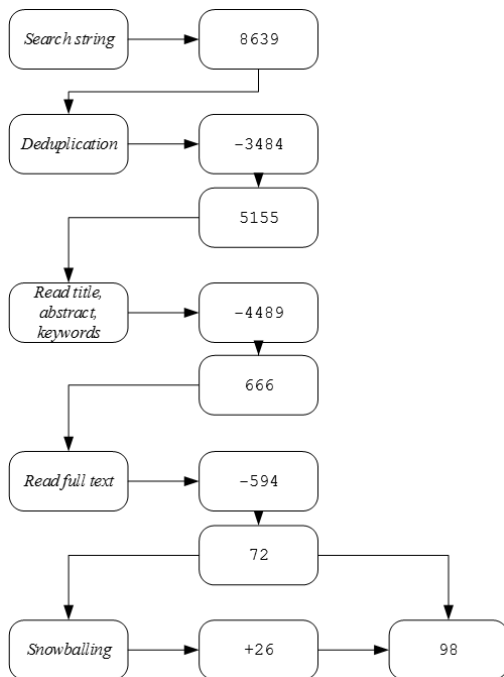 Search string
8639
Deduplication
-3484
5155
Read title,
abstract,
keywords
-4489
666
Read full text
-594
72
Snowballing
+26
98